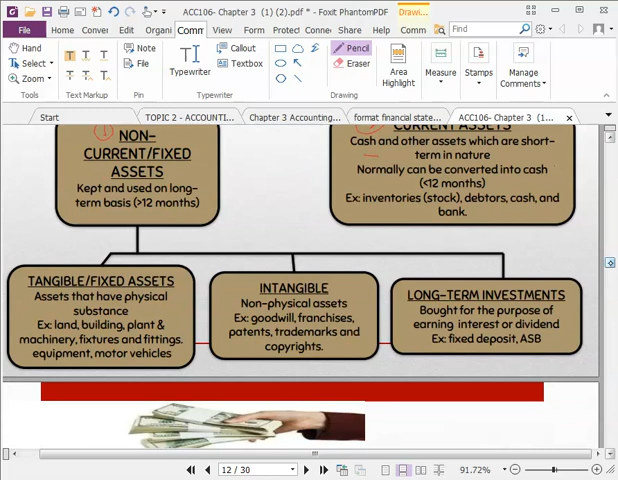 ACC106- Chapter 3 (1) (2).pdf * - Foxit PhantomPDF
Drawi...
File
Home
Conver
Edit
Organi
Comm
View
Form
Protect
Share
Connec
Help
Extras
Comm
Find
Hand
Select
Zoom
Tools
Text Markup
Note
File
Pin
Typewriter
Callout
Textbox
Typewriter
Drawing
Pencil
Eraser
Area
Highlight
Measure
Stamps
Manage
Comments
Comments
Start
TOPIC 2 - ACCOUNTI...
Chapter 3 Accounting...
format financial state...
ACC106- Chapter 3 (1...
1
NON-
CURRENT/FIXED
ASSETS
Kept and used on long-
term basis (>12 months)
CURRENT ASSETS
Cash and other assets which are short-
term in nature
Normally can be converted into cash
(<12 months)
Ex: inventories (stock), debtors, cash, and
bank.
TANGIBLE/FIXED ASSETS
Assets that have physical
substance
Ex: land, building, plant &
machinery, fixtures and fittings.
equipment, motor vehicles
INTANGIBLE
Non-physical assets
Ex: goodwill, franchises,
patents, trademarks and
copyrights.
LONG-TERM INVESTMENTS
Bought for the purpose of
earning interest or dividend
Ex: fixed deposit, ASB
12 / 30
91.72%